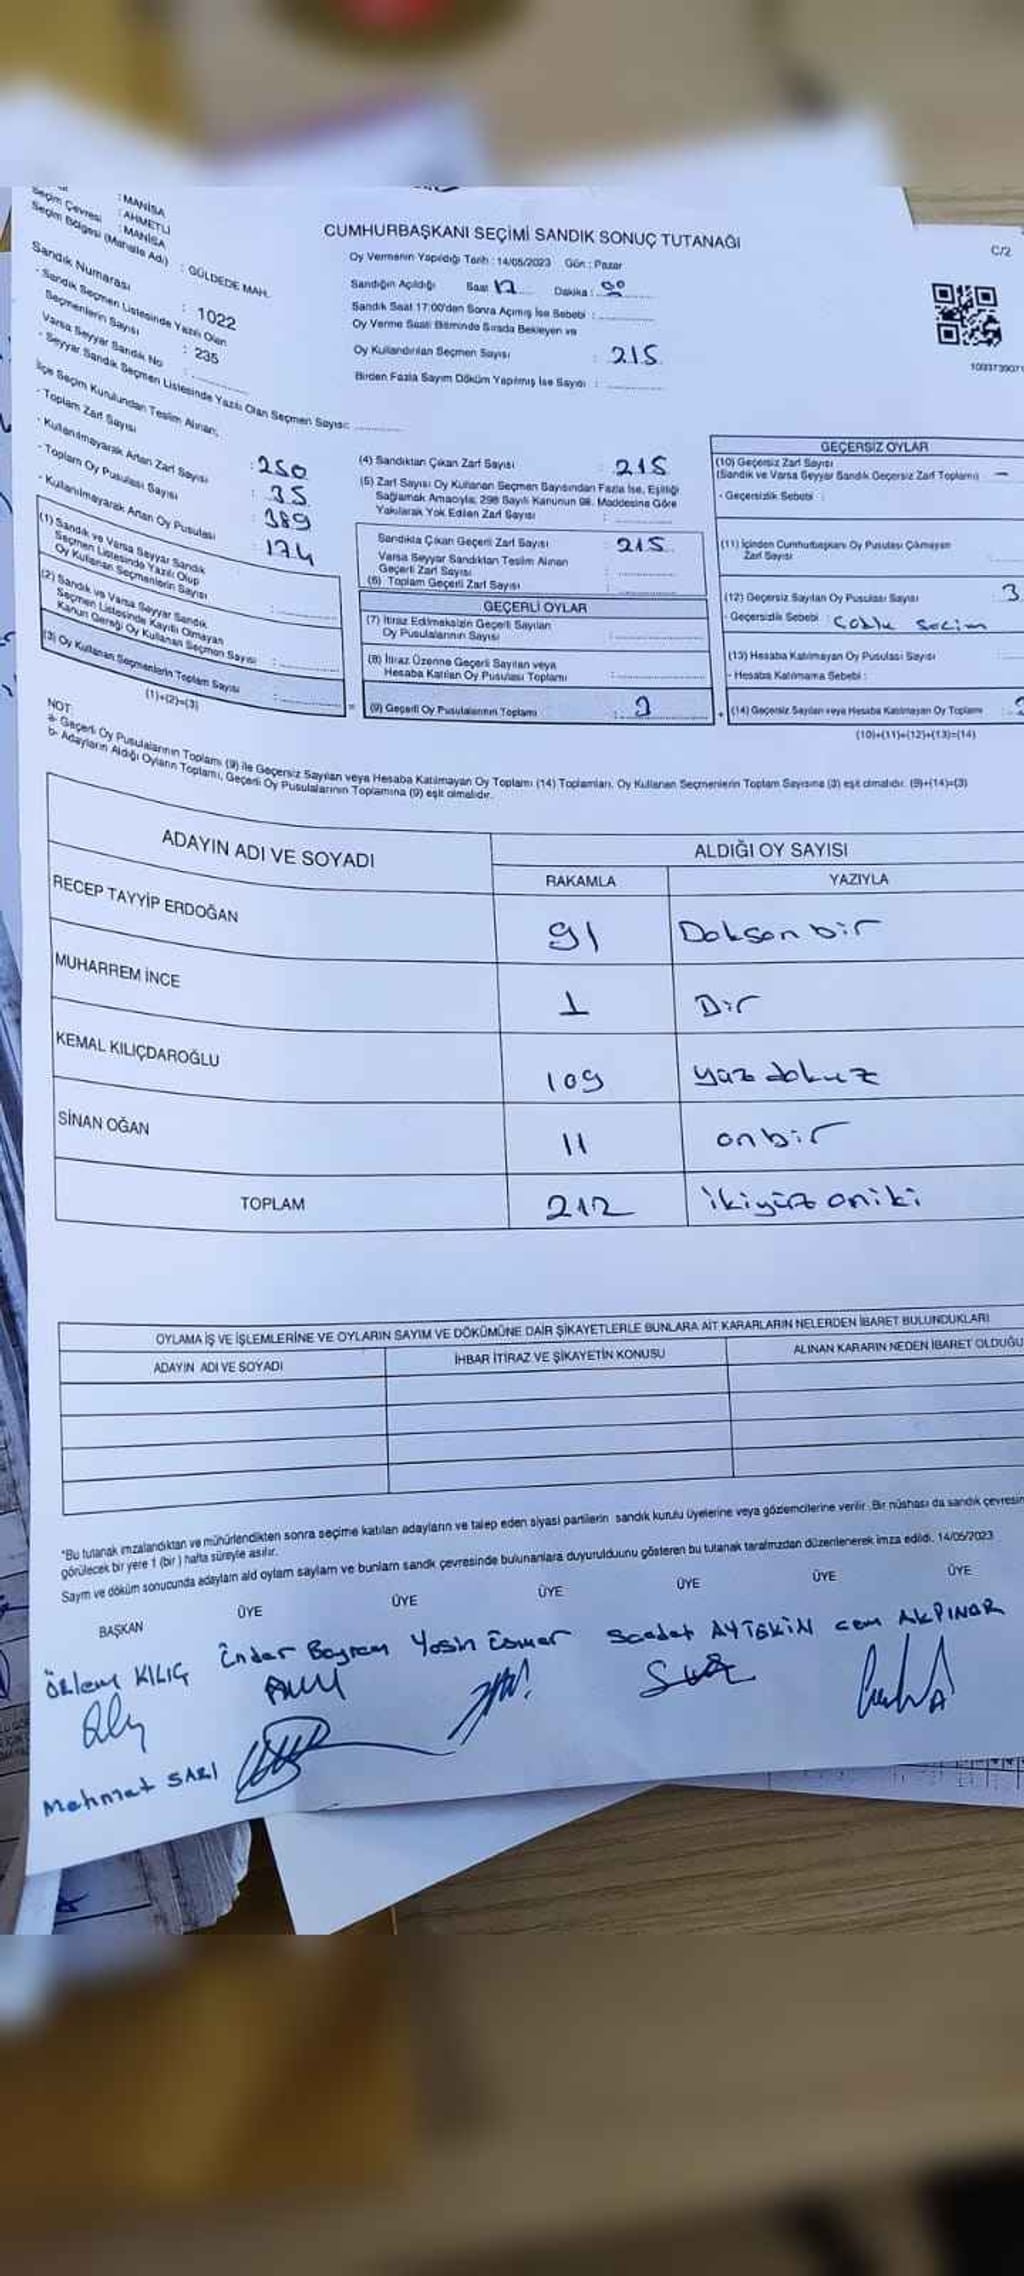 : MANİSA
Seçim Çevresi : AHMETLİ
Seçim Bölgesi (Mahalle Adı) : MANİSA
: GÜLDEDE MAH.
Sandık Numarası : 1022
- Sandık Seçmen Listesinde Yazılı Olan
Seçmenlerin Sayısı : 235
Varsa Seyyar Sandık No :
- Seyyar Sandık Seçmen Listesinde Yazılı Olan Seçmen Sayısı:
CUMHURBAŞKANI SEÇİMİ SANDIK SONUÇ TUTANAĞI
C/2
Oy Vermenin Yapıldığı Tarih : 14/05/2023 Gün : Pazar
Sandığın Açıldığı Saat 17 Dakika : 00
Sandık Saat 17:00'den Sonra Açımış İse Sebebi :
Oy Verme Saati Bitiminde Sırada Bekleyen ve
Oy Kullandırılan Seçmen Sayısı : 215
Birden Fazla Sayım Döküm Yapılmış İse Sayıdı :
İlçe Seçim Kurulundan Teslim Alınan;
- Toplam Zarf Sayısı : 250
- Kullanılmayarak Artan Zarf Sayısı : 35
- Toplam Oy Pusulası Sayısı : 389
- Kullanılmayarak Artan Oy Pusulası : 174
(1) Sandık ve Varsa Seyyar Sandık
Seçmen Listesinde Yazılı Olup
Oy Kullanan Seçmenlerin Sayısı :
(2) Sandık ve Varsa Seyyar Sandık
Seçmen Listesinde Kayıtlı Olmayan
Kanun Gereği Oy Kullanan Seçmen Sayısı :
(3) Oy Kullanan Seçmenlerin Toplam Sayısı :
(1)+(2)=(3)
(4) Sandıktan Çıkan Zarf Sayısı : 215
(5) Zarf Sayısı Oy Kullanan Seçmen Sayısından Fazla İse, Eşitliği
Sağlamak Amacıyla; 298 Sayılı Kanunun 98. Maddesine Göre
Yakılarak Yok Edilen Zarf Sayısı :
Sandıkta Çıkan Geçerli Zarf Sayısı : 215
Varsa Seyyar Sandıktan Teslim Alınan
Geçerli Zarf Sayısı :
(6) Toplam Geçerli Zarf Sayısı :
GEÇERLİ OYLAR
(7) İtiraz Edilmeksizin Geçerli Sayılan
Oy Pusulalarının Sayısı :
(8) İtiraz Üzerine Geçerli Sayılan veya
Hesaba Katılan Oy Pusulası Toplamı :
= (9) Geçerli Oy Pusulalarının Toplamı :
GEÇERSİZ OYLAR
(10) Geçersiz Zarf Sayısı
(Sandık ve Varsa Seyyar Sandık Geçersiz Zarf Toplamı) —
- Geçersizlik Sebebi :
(11) İçinden Cumhurbaşkanı Oy Pusulası Çıkmayan
Zarf Sayısı
(12) Geçersiz Sayılan Oy Pusulası Sayısı : 3
- Geçersizlik Sebebi :
(13) Hesaba Katılmayan Oy Pusulası Sayısı :
- Hesaba Katılmama Sebebi :
+ (14) Geçersiz Sayılan veya Hesaba Katılmayan Oy Toplamı :
(10)+(11)+(12)+(13)=(14)
NOT:
a- Geçerli Oy Pusulalarının Toplamı (9) ile Geçersiz Sayılan veya Hesaba Katılmayan Oy Toplamı (14) Toplamları, Oy Kullanan Seçmenlerin Toplam Sayısına (3) eşit olmalıdır. (9)+(14)=(3)
b- Adayların Aldığı Oyların Toplamı, Geçerli Oy Pusulalarının Toplamına (9) eşit olmalıdır.
ADAYIN ADI VE SOYADI
ALDIĞI OY SAYISI
RAKAMLA YAZIYLA
RECEP TAYYİP ERDOĞAN 91 Doksan bir
MUHARREM İNCE 1 Bir
KEMAL KILIÇDAROĞLU 109 yüz dokuz
SİNAN OĞAN 11 onbir
TOPLAM 212 ikiyüz oniki
OYLAMA İŞ VE İŞLEMLERİNE VE OYLARIN SAYIM VE DÖKÜMÜNE DAİR ŞİKAYETLERLE BUNLARA AİT KARARLARIN NELERDEN İBARET BULUNDUKLARI
ADAYIN ADI VE SOYADI İHBAR İTİRAZ VE ŞİKAYETİN KONUSU ALINAN KARARIN NEDEN İBARET OLDUĞU
*Bu tutanak imzalandıktan ve mühürlendikten sonra seçime katılan adayların ve talep eden siyasi partilerin sandık kurulu üyelerine veya gözlemcilerine verilir. Bir nüshası da sandık çevresin
görülecek bir yere 1 (bir) hafta süreyle asılır.
Sayım ve döküm sonucunda adayların ald oyların sayıları ve bunların sandk çevresinde bulunanlara duyurulduunu gösteren bu tutanak taraimzdan düzenlenerek imza edildi. 14/05/2023
BAŞKAN ÜYE ÜYE ÜYE ÜYE ÜYE ÜYE
Özlem KILIÇ Ender Bayram Yasin Esmer Saadet AYTEKİN Cem AKPINAR
Mehmet SARI